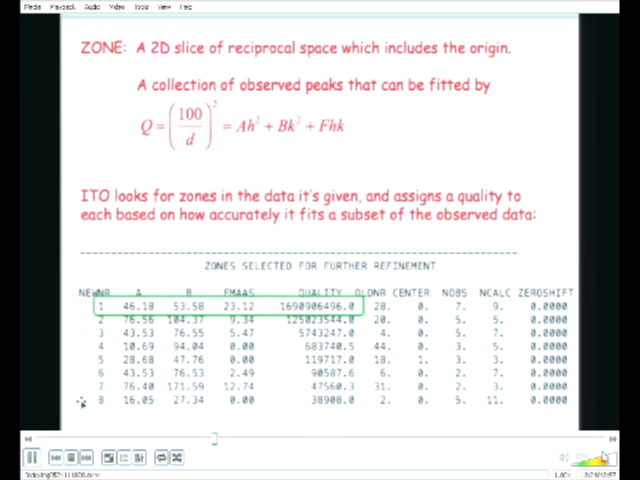 Media Playback Audio Video Tools View Help
ZONE: A 2D slice of reciprocal space which includes the origin.
A collection of observed peaks that can be fitted by
Q = (100/d)² = Ah² + Bk² + Fhk
ITO looks for zones in the data it's given, and assigns a quality to
each based on how accurately it fits a subset of the observed data:
ZONES SELECTED FOR FURTHER REFINEMENT
NEWNR A B FMAAS QUALITY OLDNR CENTER NOBS NCALC ZEROSHIFT
1 46.18 53.58 23.12 1690906496.0 28. 0. 7. 9. 0.0000
2 76.56 104.37 9.34 125023544.0 20. 0. 5. 5. 0.0000
3 43.53 76.55 5.47 5743247.0 4. 0. 5. 7. 0.0000
4 10.69 94.04 0.00 683740.5 44. 0. 3. 5. 0.0000
5 28.68 47.76 0.00 119717.0 18. 1. 3. 3. 0.0000
6 43.53 76.53 2.49 90587.6 6. 0. 2. 7. 0.0000
7 76.40 171.59 12.74 47560.3 31. 0. 2. 3. 0.0000
8 16.05 27.34 0.00 38908.0 2. 0. 5. 11. 0.0000
1.00x